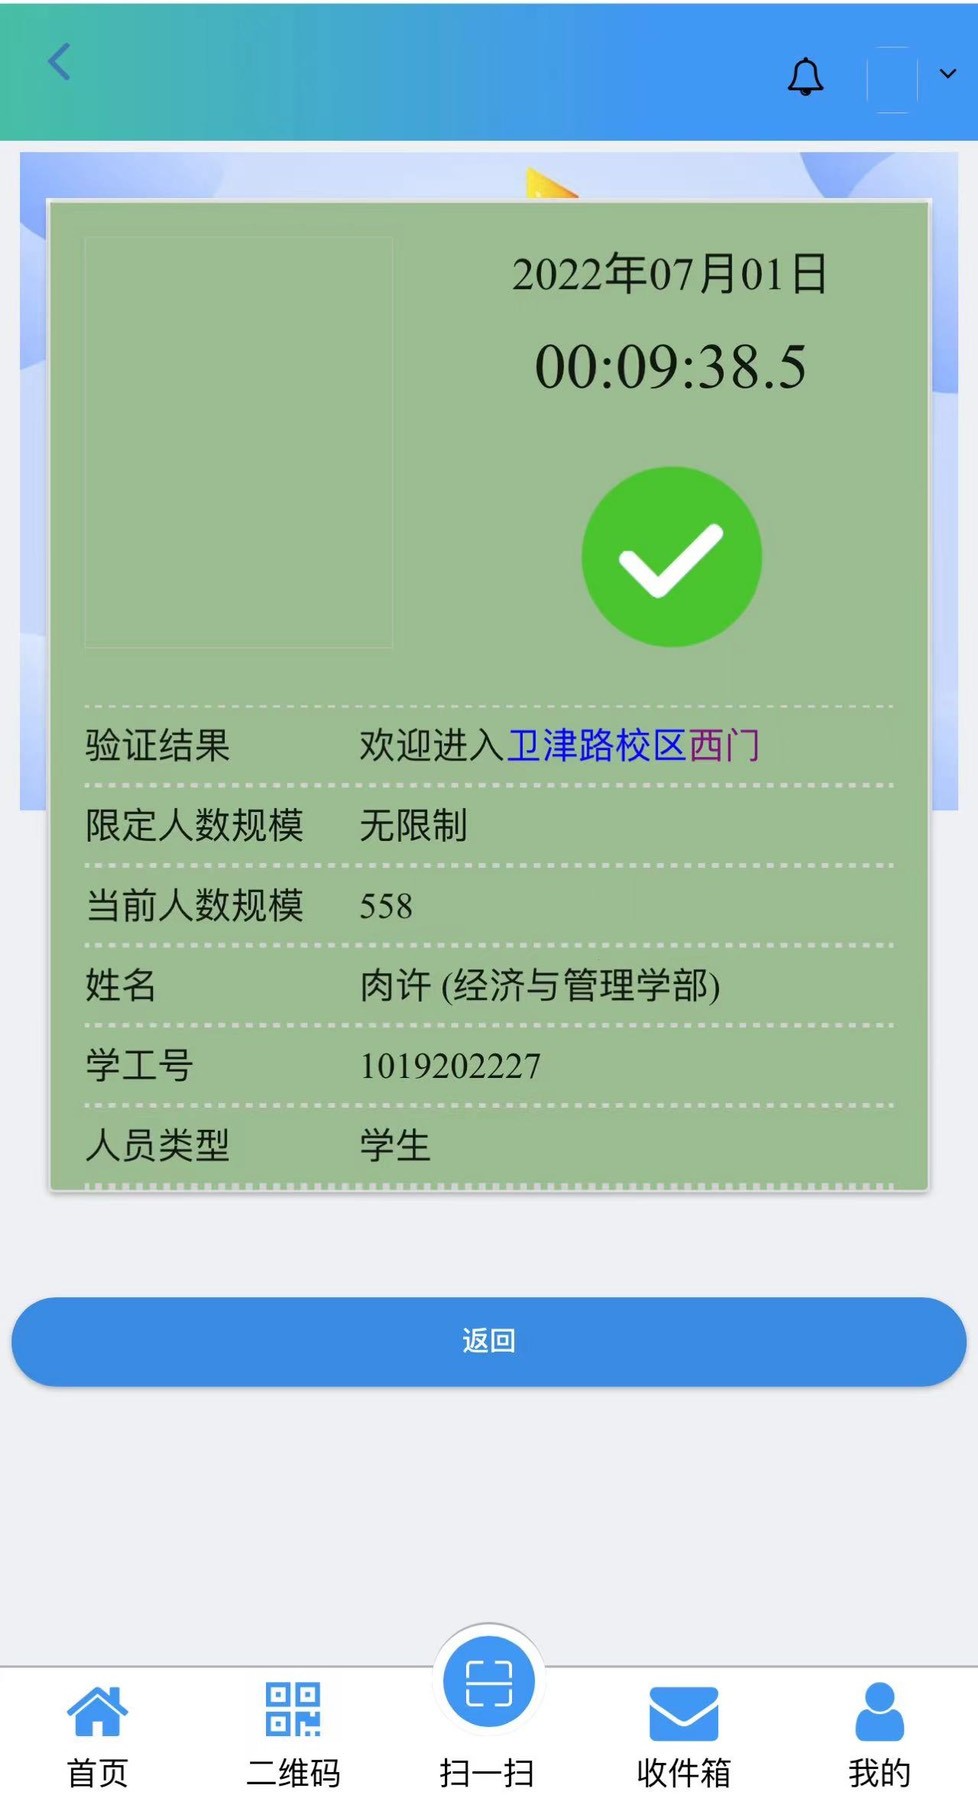 2022年07月01日
00:09:38.5
验证结果 欢迎进入卫津路校区西门
限定人数规模 无限制
当前人数规模 558
姓名 肉许 (经济与管理学部)
学工号 1019202227
人员类型 学生
返回
首页 二维码 扫一扫 收件箱 我的